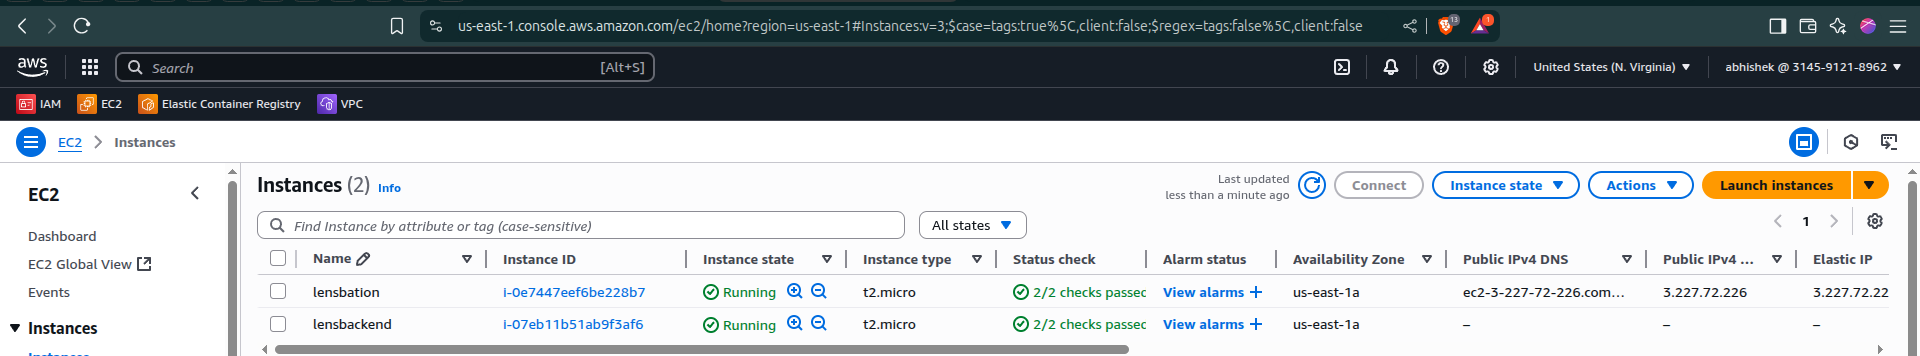 us-east-1.console.aws.amazon.com/ec2/home?region=us-east-1#Instances:v=3;$case=tags:true%5C,client:false;$regex=tags:false%5C,client:false
13
1
aws
Search
[Alt+S]
United States (N. Virginia)
abhishek @ 3145-9121-8962
IAM
EC2
Elastic Container Registry
VPC
EC2
Instances
EC2
Dashboard
EC2 Global View
Events
Instances
Instances (2) Info
Last updated
less than a minute ago
Connect
Instance state
Actions
Launch instances
Find Instance by attribute or tag (case-sensitive)
All states
1
Name Instance ID Instance state Instance type Status check Alarm status Availability Zone Public IPv4 DNS Public IPv4 ... Elastic IP
lensbation i-0e7447eef6be228b7 Running t2.micro 2/2 checks passec View alarms + us-east-1a ec2-3-227-72-226.com... 3.227.72.226 3.227.72.22
lensbackend i-07eb11b51ab9f3af6 Running t2.micro 2/2 checks passec View alarms + us-east-1a – – –